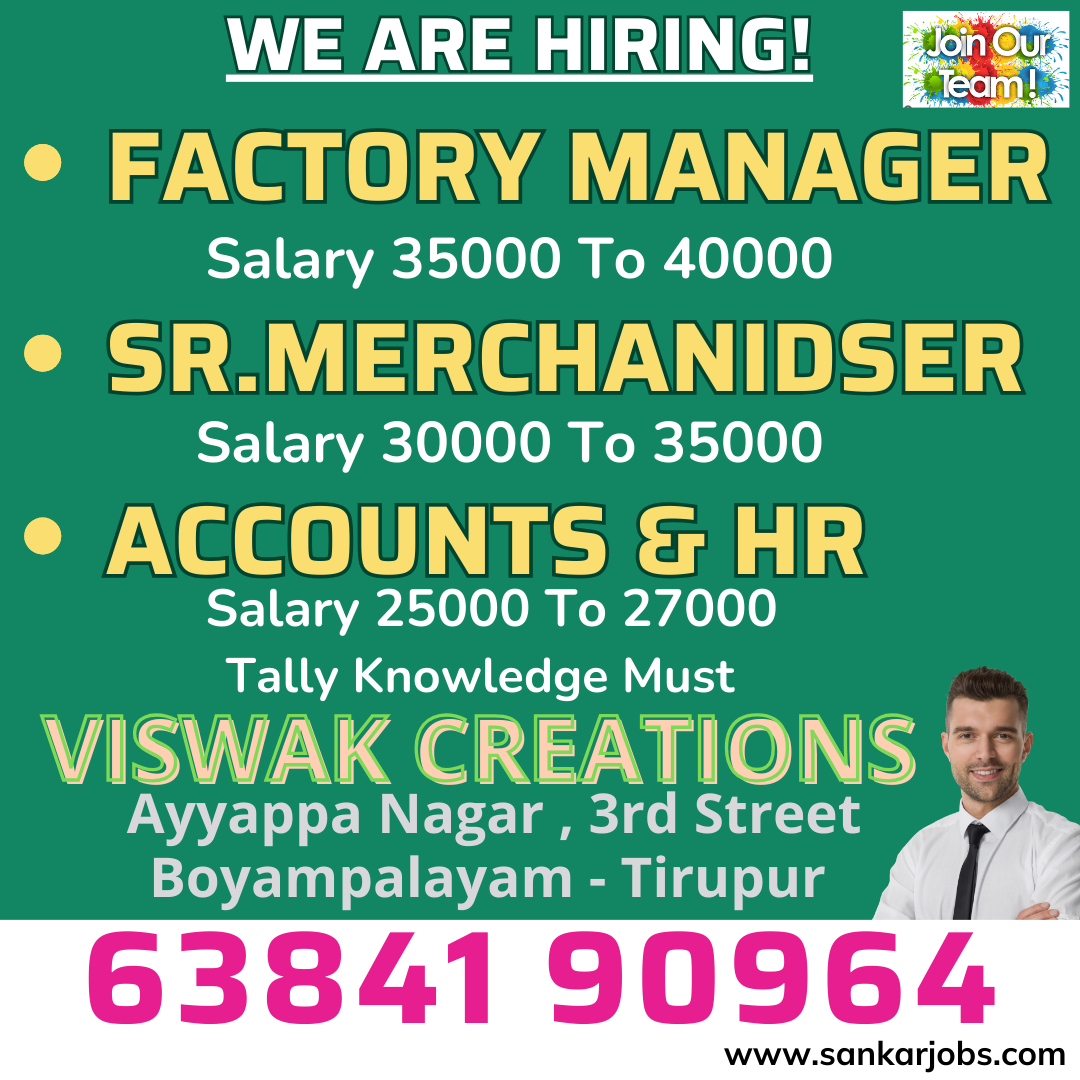 WE ARE HIRING!
Join Our
Team !
• FACTORY MANAGER
Salary 35000 To 40000
• SR.MERCHANIDSER
Salary 30000 To 35000
• ACCOUNTS & HR
Salary 25000 To 27000
Tally Knowledge Must
VISWAK CREATIONS
Ayyappa Nagar , 3rd Street
Boyampalayam - Tirupur
63841 90964
www.sankarjobs.com